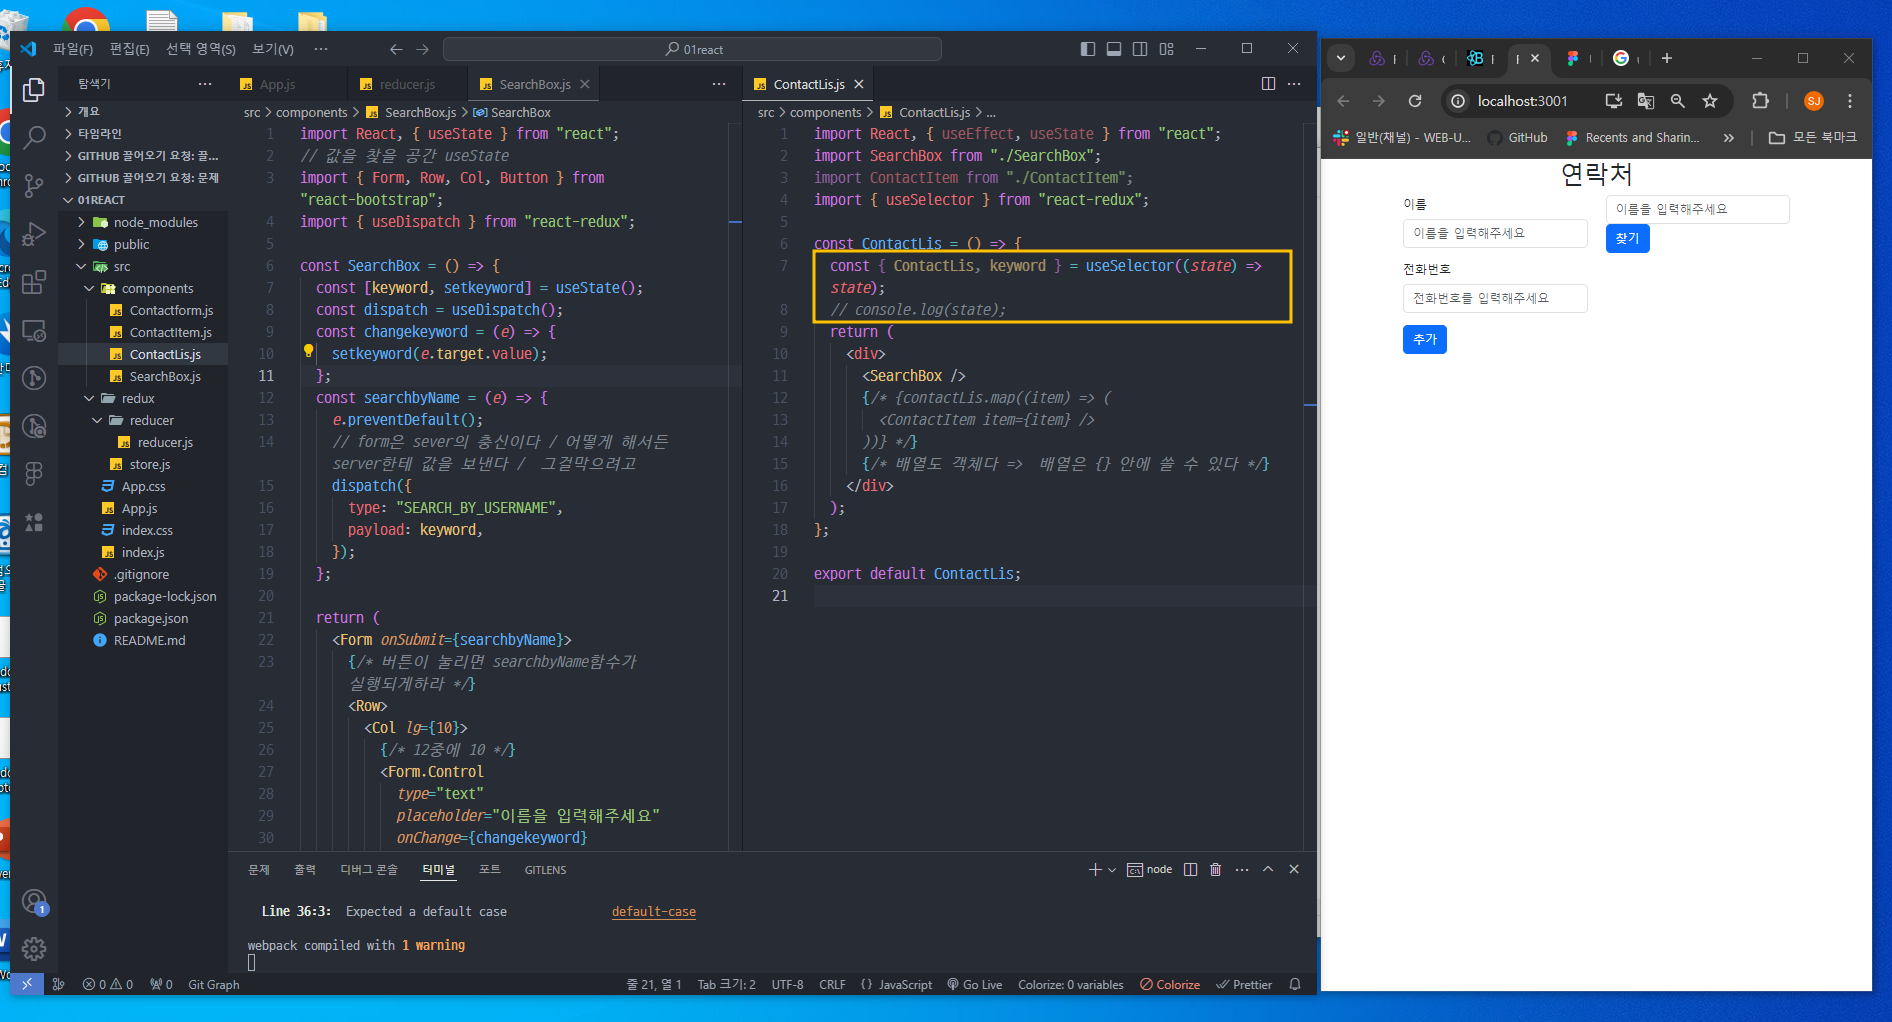 파일(F) 편집(E) 선택 영역(S) 보기(V) ··· 01react
탐색기 ···
개요
타임라인
GITHUB 끌어오기 요청: 끌...
GITHUB 끌어오기 요청: 문제
01REACT
node_modules
public
src
components
Contactform.js
ContactItem.js
ContactLis.js
SearchBox.js
redux
reducer
reducer.js
store.js
App.css
App.js
index.css
index.js
.gitignore
package-lock.json
package.json
README.md
App.js reducer.js SearchBox.js
src > components > SearchBox.js > SearchBox
1 import React, { useState } from "react";
2 // 값을 찾을 공간 useState
3 import { Form, Row, Col, Button } from
"react-bootstrap";
4 import { useDispatch } from "react-redux";
5
6 const SearchBox = () => {
7 const [keyword, setkeyword] = useState();
8 const dispatch = useDispatch();
9 const changekeyword = (e) => {
10 setkeyword(e.target.value);
11 };
12 const searchbyName = (e) => {
13 e.preventDefault();
14 // form은 sever의 충신이다 / 어떻게 해서든
server한테 값을 보낸다 / 그걸막으려고
15 dispatch({
16 type: "SEARCH_BY_USERNAME",
17 payload: keyword,
18 });
19 };
20
21 return (
22 <Form onSubmit={searchbyName}>
23 {/* 버튼이 눌리면 searchbyName함수가
실행되게하라 */}
24 <Row>
25 <Col lg={10}>
26 {/* 12중에 10 */}
27 <Form.Control
28 type="text"
29 placeholder="이름을 입력해주세요"
30 onChange={changekeyword}
ContactLis.js
src > components > ContactLis.js > ...
1 import React, { useEffect, useState } from "react";
2 import SearchBox from "./SearchBox";
3 import ContactItem from "./ContactItem";
4 import { useSelector } from "react-redux";
5
6 const ContactLis = () => {
7 const { ContactLis, keyword } = useSelector((state) =>
state);
8 // console.log(state);
9 return (
10 <div>
11 <SearchBox />
12 {/* {contactLis.map((item) => (
13 <ContactItem item={item} />
14 ))} */}
15 {/* 배열도 객체다 => 배열은 {} 안에 쓸 수 있다 */}
16 </div>
17 );
18 };
19
20 export default ContactLis;
21
문제 출력 디버그 콘솔 터미널 포트 GITLENS
node
Line 36:3: Expected a default case default-case
webpack compiled with 1 warning
1
0 0 0 Git Graph 줄 21, 열 1 Tab 크기: 2 UTF-8 CRLF {} JavaScript Go Live Colorize: 0 variables Colorize Prettier
localhost:3001 SJ
일반(채널) - WEB-U... GitHub Recents and Sharin... » 모든 북마크
연락처
이름
이름을 입력해주세요
전화번호
전화번호를 입력해주세요
추가
이름을 입력해주세요
찾기